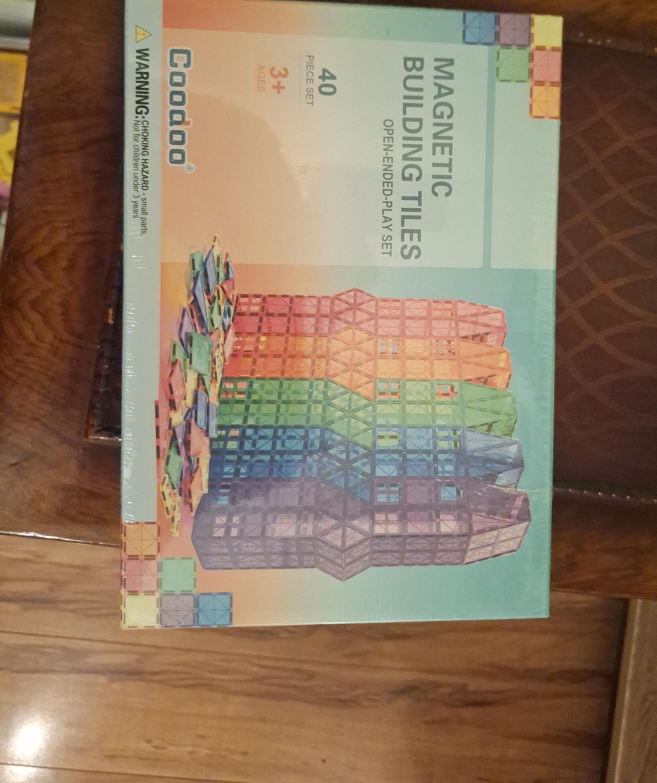 MAGNETIC
BUILDING TILES
OPEN-ENDED-PLAY SET
40
PIECE SET
3+
AGES
Coodoo®
WARNING: CHOKING HAZARD - small parts.
Not for children under 3 years